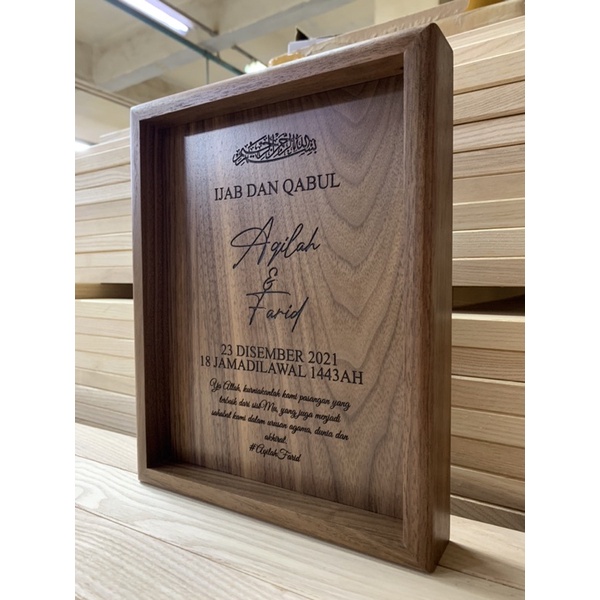 بسم الله الرحمن الرحيم
IJAB DAN QABUL
Aqilah
&
Farid
23 DISEMBER 2021
18 JAMADILAWAL 1443AH
Ya Allah, kurniakanlah kami pasangan yang
terbaik dari sisi-Mu, yang juga menjadi
sahabat kami dalam urusan agama, dunia dan
akhirat.
#AqilahFarid